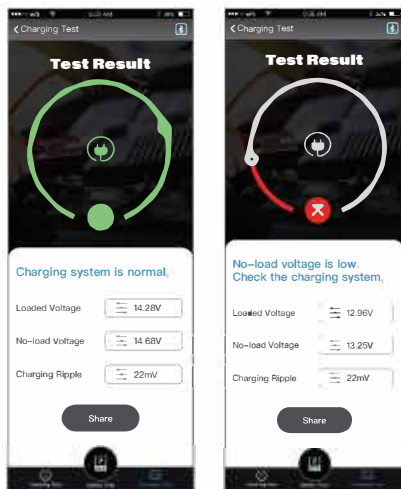 Charging Test
Test Result
Charging system is normal.
Loaded Voltage
14.28V
No-load Voltage
14.68V
Charging Ripple
22mV
Share
Charging Test
Test Result
No-load voltage is low.
Check the charging system.
Loaded Voltage
12.96V
No-load Voltage
13.25V
Charging Ripple
22mV
Share